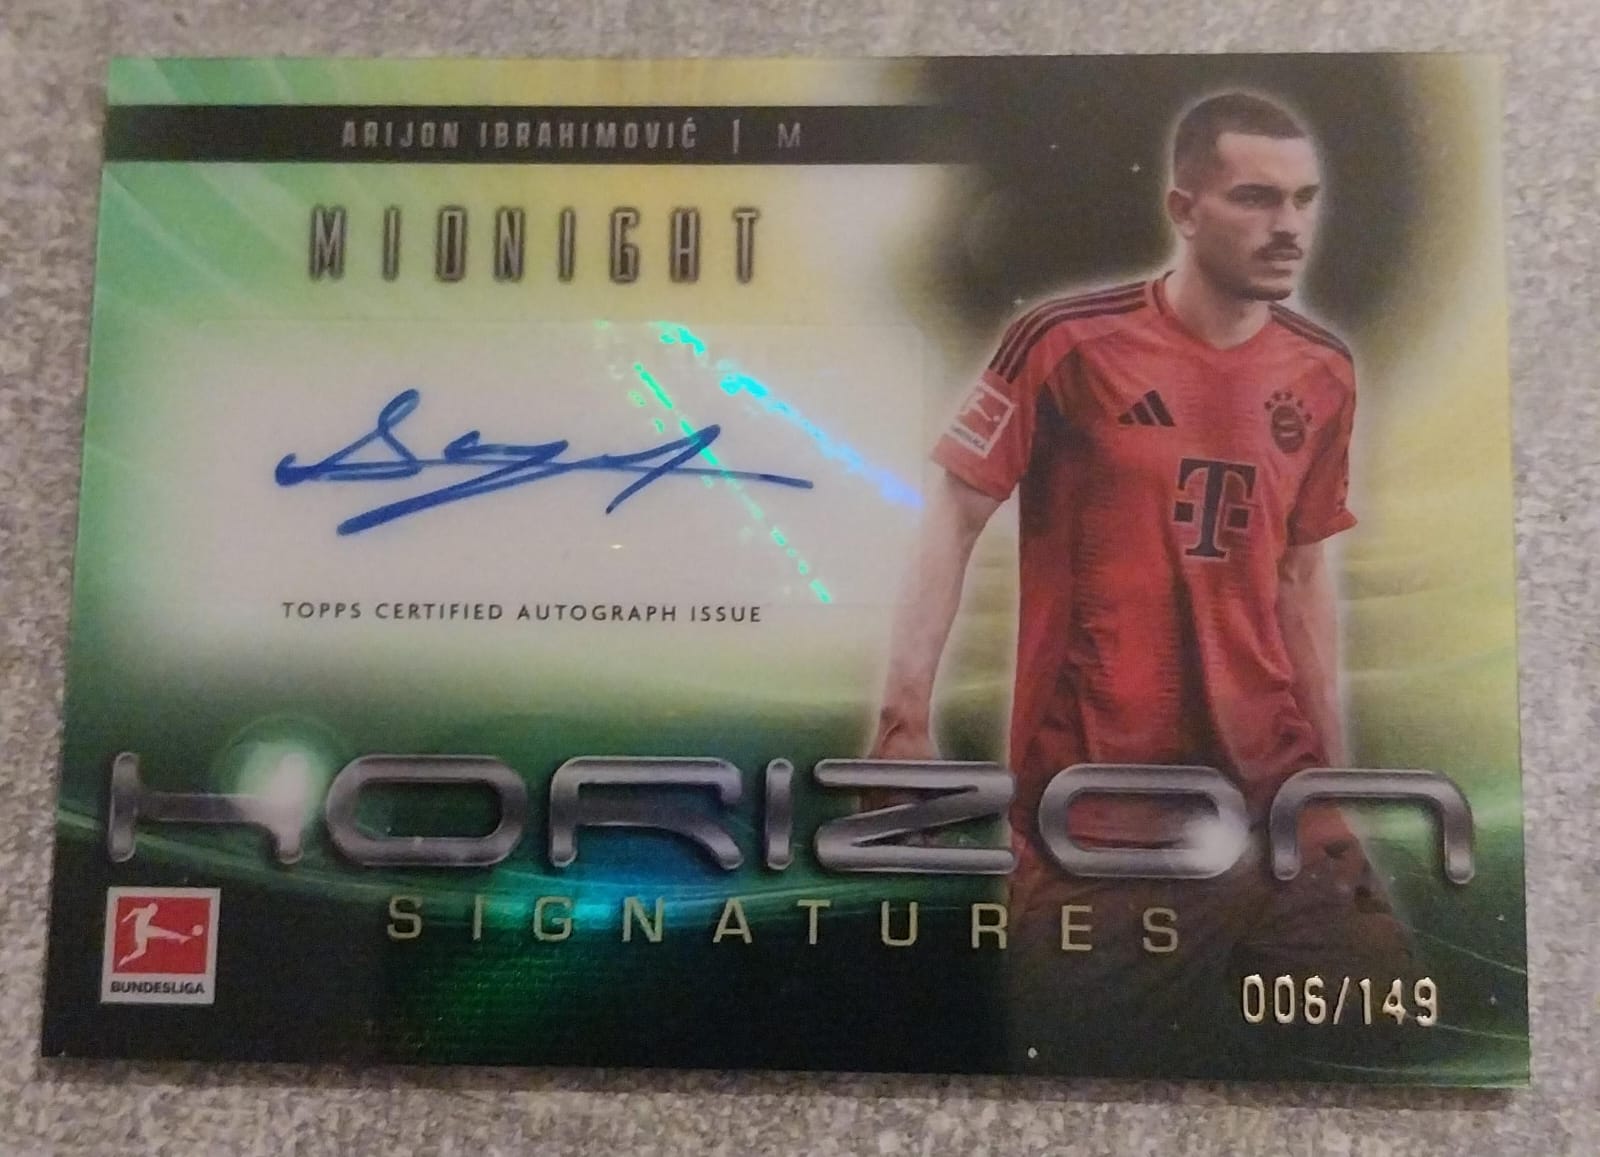 ARIJON IBRAHIMOVIĆ | M
MIDNIGHT
TOPPS CERTIFIED AUTOGRAPH ISSUE
T
HORIZON
SIGNATURES
BUNDESLIGA
006/149